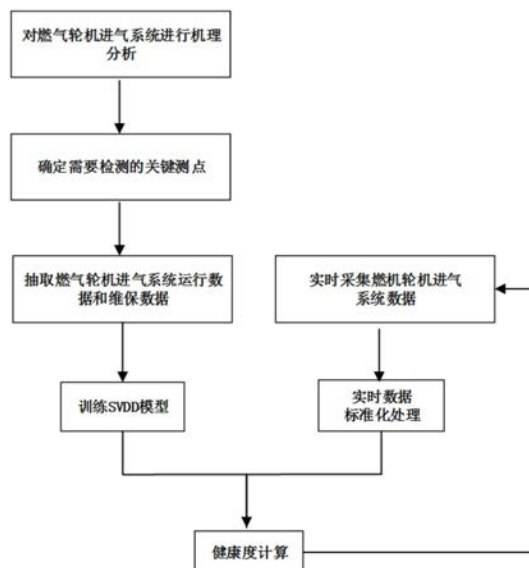 对燃气轮机进气系统进行机理
分析
确定需要检测的关键测点
抽取燃气轮机进气系统运行数
据和维保数据
实时采集燃机轮机进气
系统数据
训练SVDD模型
实时数据
标准化处理
健康度计算